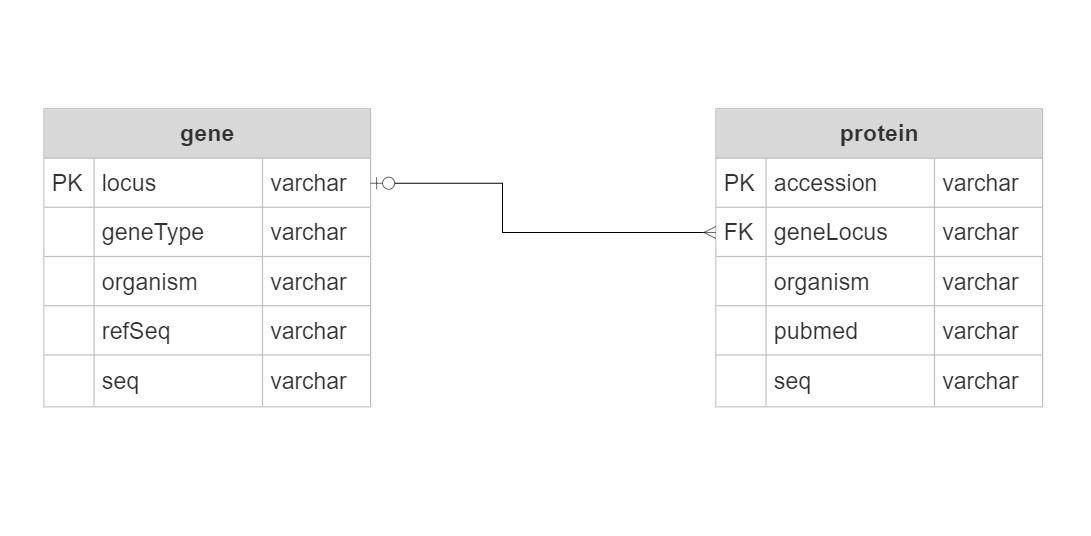 gene
PK locus varchar
geneType varchar
organism varchar
refSeq varchar
seq varchar
protein
PK accession varchar
FK geneLocus varchar
organism varchar
pubmed varchar
seq varchar